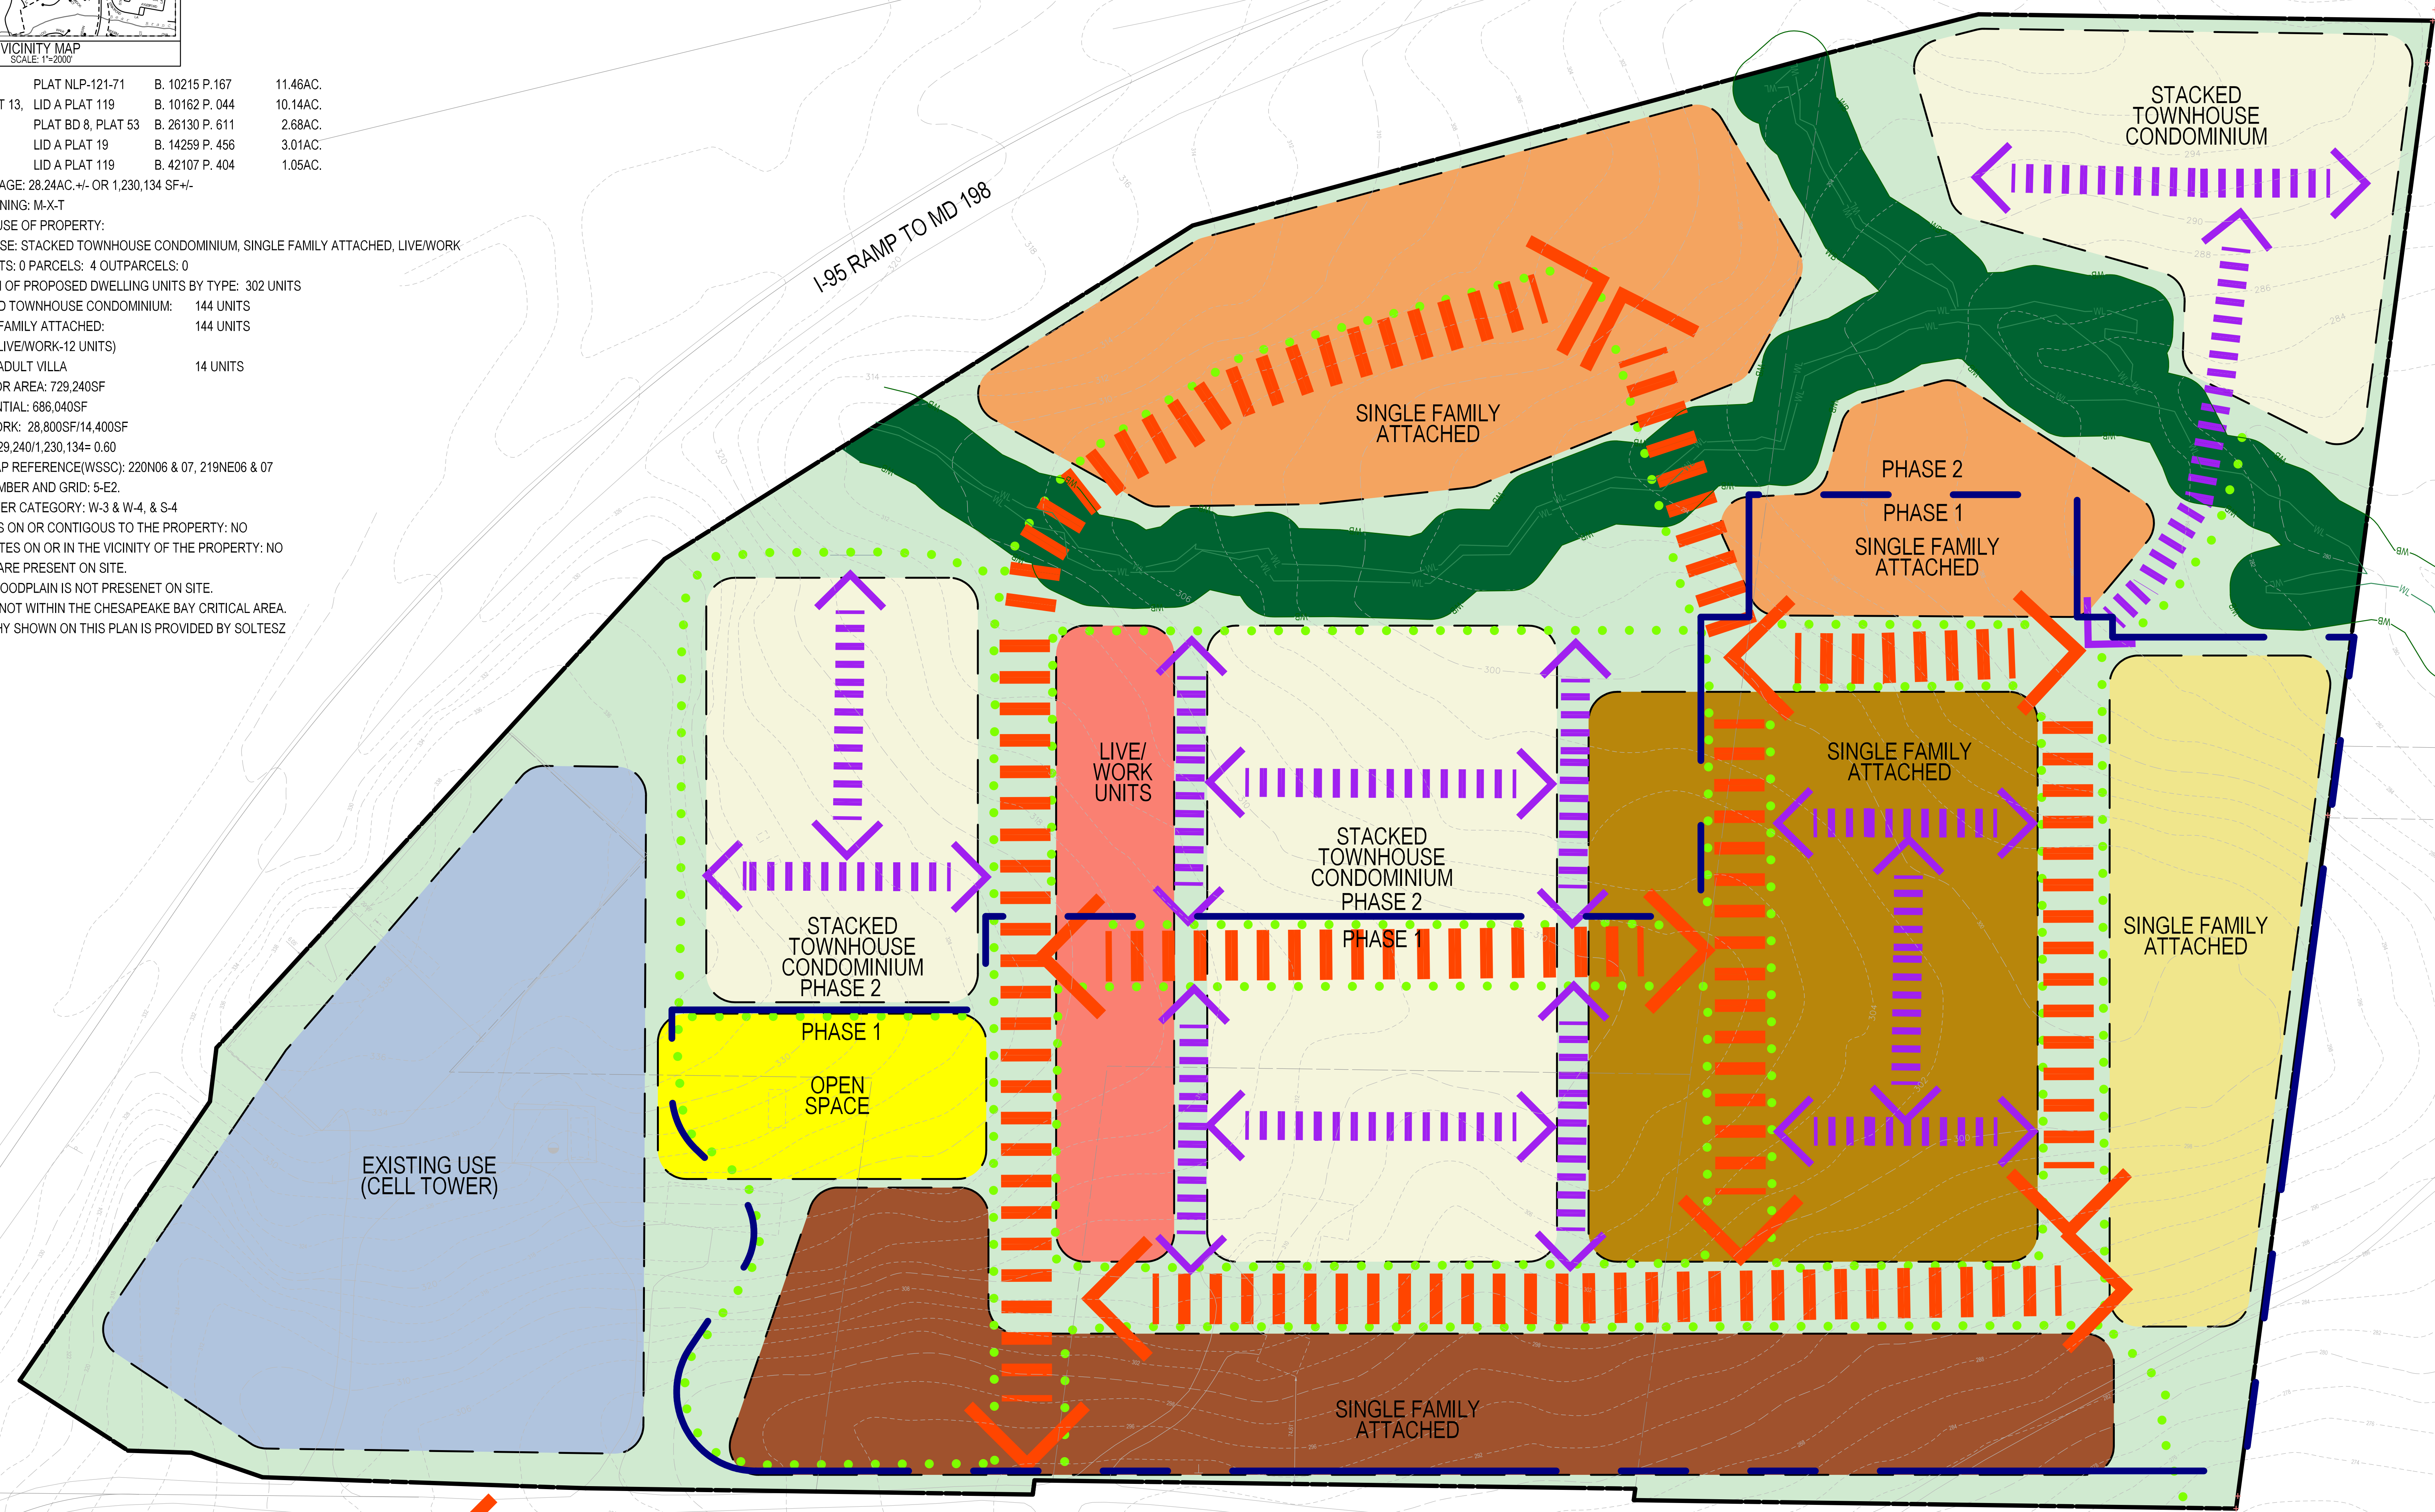 VICINITY MAP
SCALE: 1"=2000'
PLAT NLP-121-71 B. 10215 P.167 11.46AC.
T 13, LID A PLAT 119 B. 10162 P. 044 10.14AC.
PLAT BD 8, PLAT 53 B. 26130 P. 611 2.68AC.
LID A PLAT 19 B. 14259 P. 456 3.01AC.
LID A PLAT 119 B. 42107 P. 404 1.05AC.
AGE: 28.24AC.+/- OR 1,230,134 SF+/-
NING: M-X-T
USE OF PROPERTY:
SE: STACKED TOWNHOUSE CONDOMINIUM, SINGLE FAMILY ATTACHED, LIVE/WORK
TS: 0 PARCELS: 4 OUTPARCELS: 0
N OF PROPOSED DWELLING UNITS BY TYPE: 302 UNITS
D TOWNHOUSE CONDOMINIUM: 144 UNITS
FAMILY ATTACHED: 144 UNITS
LIVE/WORK-12 UNITS)
ADULT VILLA 14 UNITS
OR AREA: 729,240SF
NTIAL: 686,040SF
ORK: 28,800SF/14,400SF
29,240/1,230,134= 0.60
AP REFERENCE(WSSC): 220N06 & 07, 219NE06 & 07
MBER AND GRID: 5-E2.
ER CATEGORY: W-3 & W-4, & S-4
S ON OR CONTIGOUS TO THE PROPERTY: NO
TES ON OR IN THE VICINITY OF THE PROPERTY: NO
ARE PRESENT ON SITE.
OODPLAIN IS NOT PRESENET ON SITE.
NOT WITHIN THE CHESAPEAKE BAY CRITICAL AREA.
HY SHOWN ON THIS PLAN IS PROVIDED BY SOLTESZ
I-95 RAMP TO MD 198
STACKED
TOWNHOUSE
CONDOMINIUM
SINGLE FAMILY
ATTACHED
PHASE 2
PHASE 1
SINGLE FAMILY
ATTACHED
LIVE/
WORK
UNITS
SINGLE FAMILY
ATTACHED
STACKED
TOWNHOUSE
CONDOMINIUM
PHASE 2
PHASE 1
STACKED
TOWNHOUSE
CONDOMINIUM
PHASE 2
PHASE 1
SINGLE FAMILY
ATTACHED
OPEN
SPACE
EXISTING USE
(CELL TOWER)
SINGLE FAMILY
ATTACHED